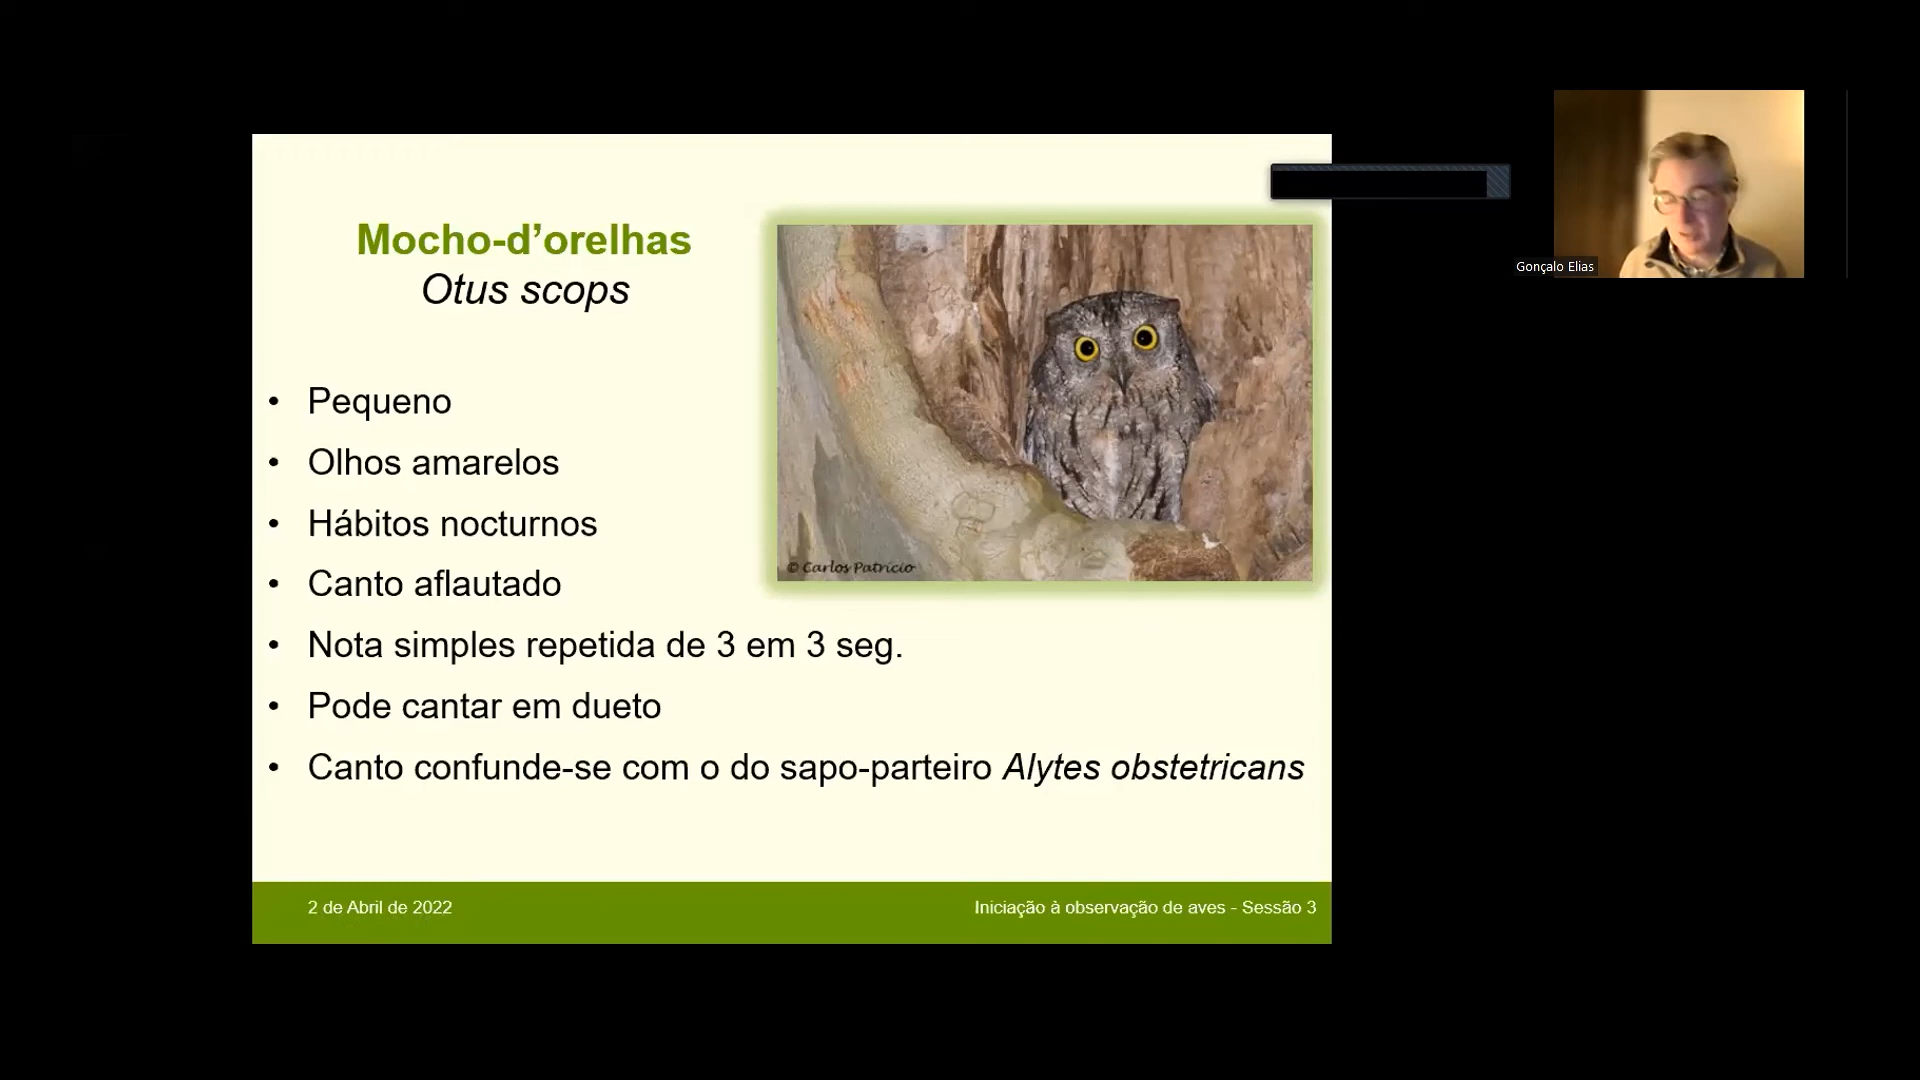 Mocho-d’orelhas
Otus scops
• Pequeno
• Olhos amarelos
• Hábitos nocturnos
• Canto aflautado
• Nota simples repetida de 3 em 3 seg.
• Pode cantar em dueto
• Canto confunde-se com o do sapo-parteiro Alytes obstetricans
© Carlos Patrício
2 de Abril de 2022
Iniciação à observação de aves - Sessão 3
Gonçalo Elias